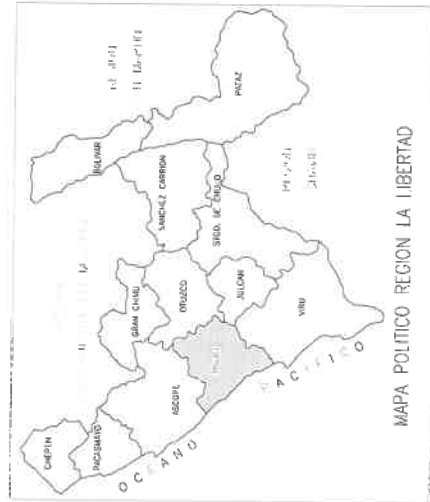 CHEPEN
PACASMAYO
ASCOPE
GRAN CHIMU
OTUZCO
JULCAN
VIRU
SANCHEZ CARRION
STGO. DE CHUCO
BOLIVAR
PATAZ
OCEANO PACIFICO
MAPA POLITICO REGION LA LIBERTAD